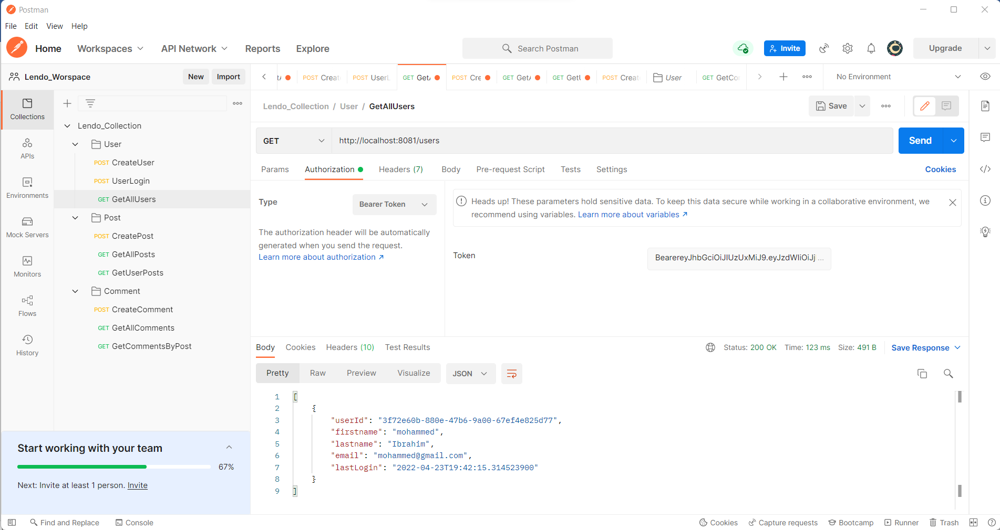 Postman
File Edit View Help
Home Workspaces API Network Reports Explore
Search Postman
Invite
Upgrade
Lendo_Worspace
New Import
POST Creat
POST UserL
GET Get
POST Cre
GET Get
GET Get
POST Creat
User
GET GetCo
No Environment
Collections
APIs
Environments
Mock Servers
Monitors
Flows
History
Lendo_Collection
User
POST CreateUser
POST UserLogin
GET GetAllUsers
Post
POST CreatePost
GET GetAllPosts
GET GetUserPosts
Comment
POST CreateComment
GET GetAllComments
GET GetCommentsByPost
Start working with your team
67%
Next: Invite at least 1 person. Invite
Lendo_Collection / User / GetAllUsers
Save
GET http://localhost:8081/users
Send
Params Authorization Headers (7) Body Pre-request Script Tests Settings
Cookies
Type
Bearer Token
The authorization header will be automatically
generated when you send the request.
Learn more about authorization ↗
Heads up! These parameters hold sensitive data. To keep this data secure while working in a collaborative environment, we
recommend using variables. Learn more about variables ↗
Token
BearereyJhbGciOiJIUzUxMiJ9.eyJzdWIiOiJj ...
Body Cookies Headers (10) Test Results
Status: 200 OK Time: 123 ms Size: 491 B
Save Response
Pretty Raw Preview Visualize
JSON
1 [
2 {
3 "userId": "3f72e60b-880e-47b6-9a00-67ef4e825d77",
4 "firstname": "mohammed",
5 "lastname": "Ibrahim",
6 "email": "mohammed@gmail.com",
7 "lastLogin": "2022-04-23T19:42:15.314523900"
8 }
9 ]
Find and Replace
Console
Cookies
Capture requests
Bootcamp
Runner
Trash